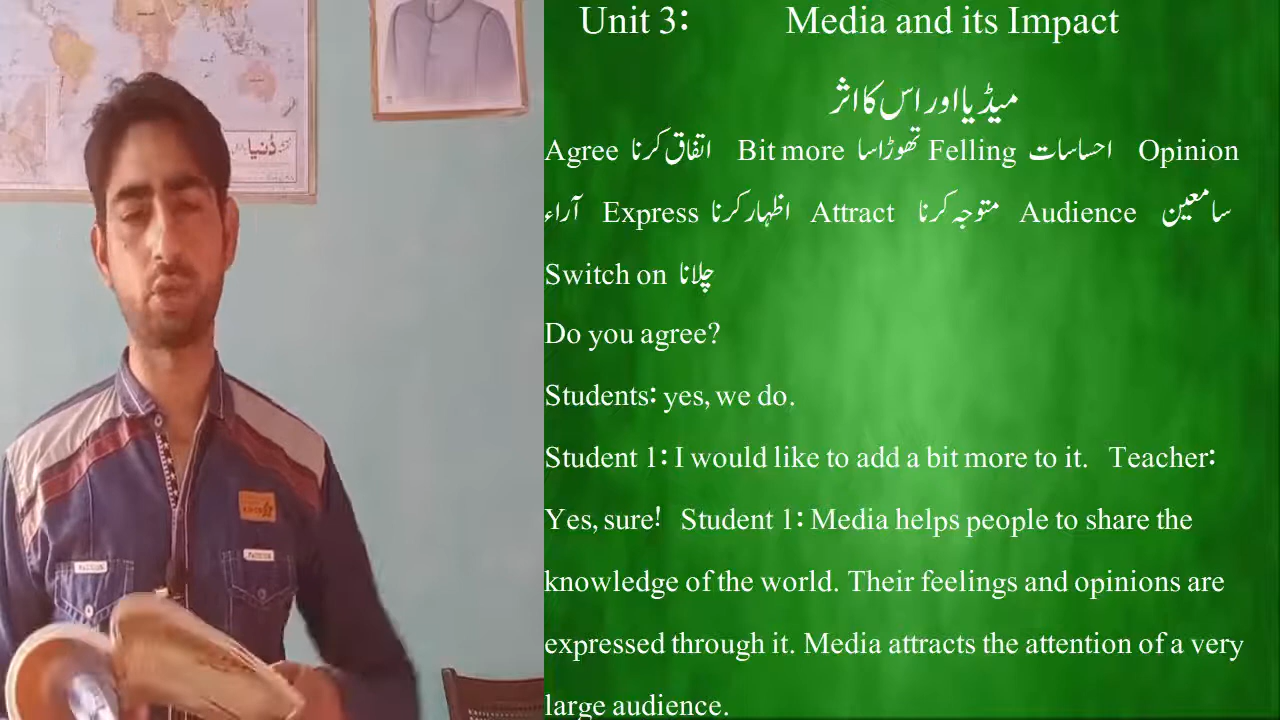 Unit 3: Media and its Impact
میڈیا اور اس کا اثر
Agree اتفاق کرنا Bit more تھوڑا سا Felling احساسات Opinion
آراء Express اظہار کرنا Attract متوجہ کرنا Audience سامعین
Switch on چلانا
Do you agree?
Students: yes, we do.
Student 1: I would like to add a bit more to it. Teacher:
Yes, sure! Student 1: Media helps people to share the
knowledge of the world. Their feelings and opinions are
expressed through it. Media attracts the attention of a very
large audience.
دُنیا